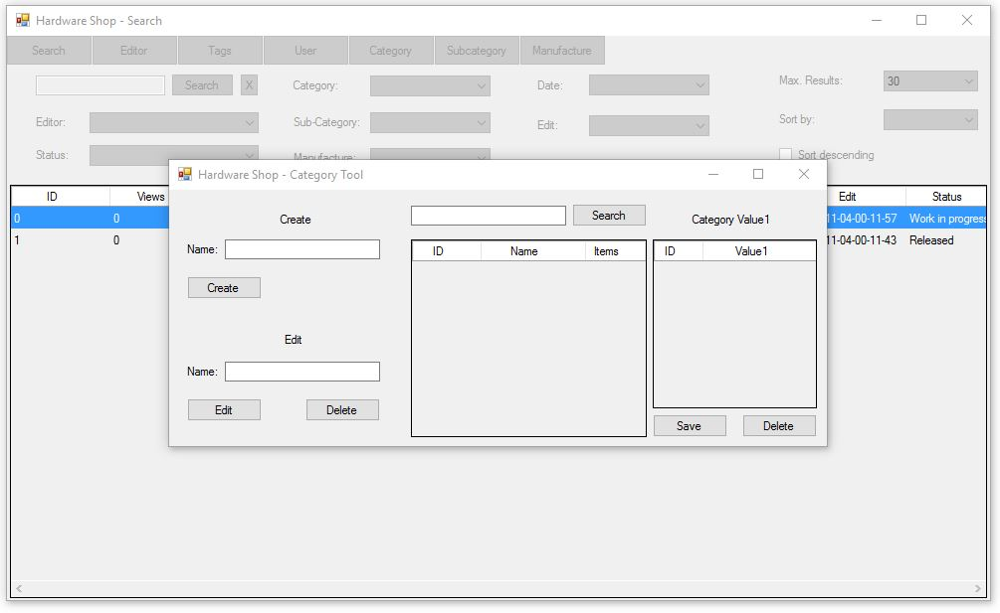 Hardware Shop - Search
Search Editor Tags User Category Subcategory Manufacture
Search X Category: Date: Max. Results: 30
Editor: Sub-Category: Edit: Sort by:
Status: Manufacture: Sort descending
ID Views Edit Status
0 0 11-04-00-11-57 Work in progress
1 0 11-04-00-11-43 Released
Hardware Shop - Category Tool
Create Search Category Value1
Name:
ID Name Items ID Value1
Create
Edit
Name:
Edit Delete
Save Delete